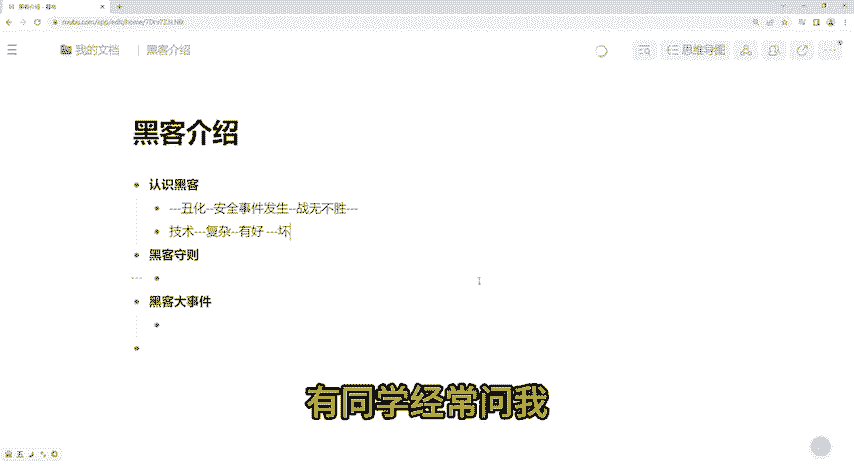 黑客介绍
我的文档 | 黑客介绍
思维导图
黑客介绍
认识黑客
---丑化--安全事件发生--战无不胜---
技术---复杂--有好 ---坏
黑客守则
黑客大事件
有同学经常问我
五